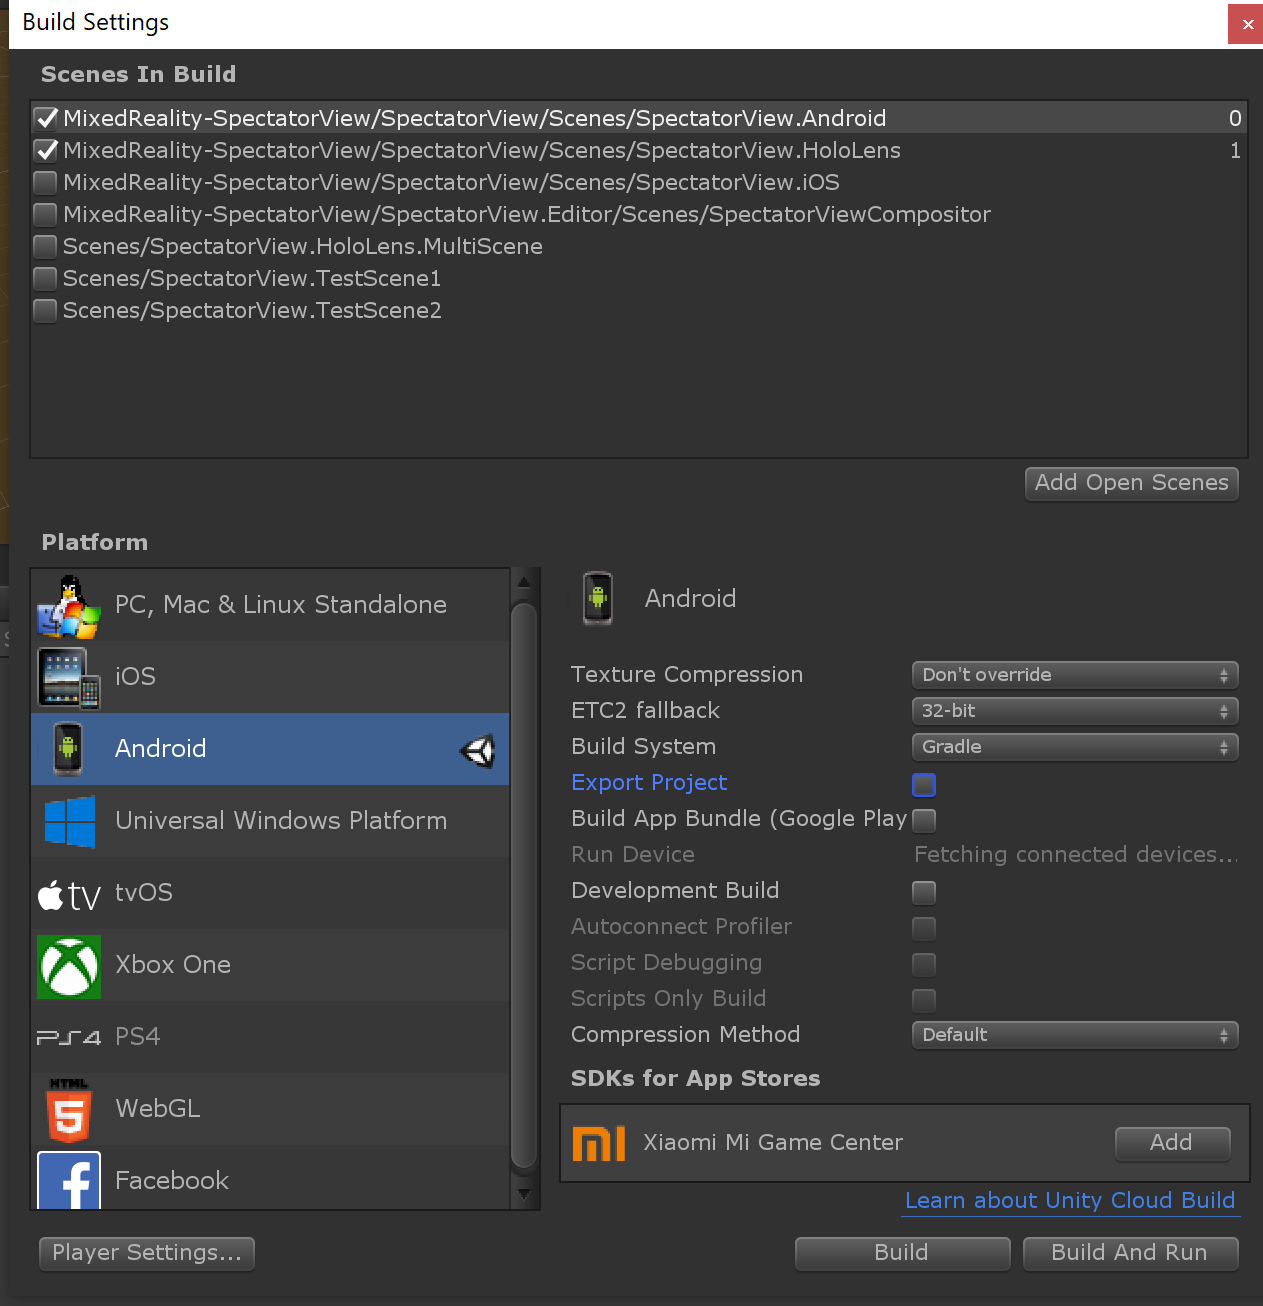 Build Settings
×
Scenes In Build
MixedReality-SpectatorView/SpectatorView/Scenes/SpectatorView.Android 0
MixedReality-SpectatorView/SpectatorView/Scenes/SpectatorView.HoloLens 1
MixedReality-SpectatorView/SpectatorView/Scenes/SpectatorView.iOS
MixedReality-SpectatorView/SpectatorView.Editor/Scenes/SpectatorViewCompositor
Scenes/SpectatorView.HoloLens.MultiScene
Scenes/SpectatorView.TestScene1
Scenes/SpectatorView.TestScene2
Add Open Scenes
Platform
PC, Mac & Linux Standalone
iOS
Android
Universal Windows Platform
tv tvOS
Xbox One
PS4 PS4
HTML
5 WebGL
f Facebook
Player Settings...
Android
Texture Compression Don't override
ETC2 fallback 32-bit
Build System Gradle
Export Project
Build App Bundle (Google Play
Run Device Fetching connected devices...
Development Build
Autoconnect Profiler
Script Debugging
Scripts Only Build
Compression Method Default
SDKs for App Stores
mi Xiaomi Mi Game Center Add
Learn about Unity Cloud Build
Build Build And Run